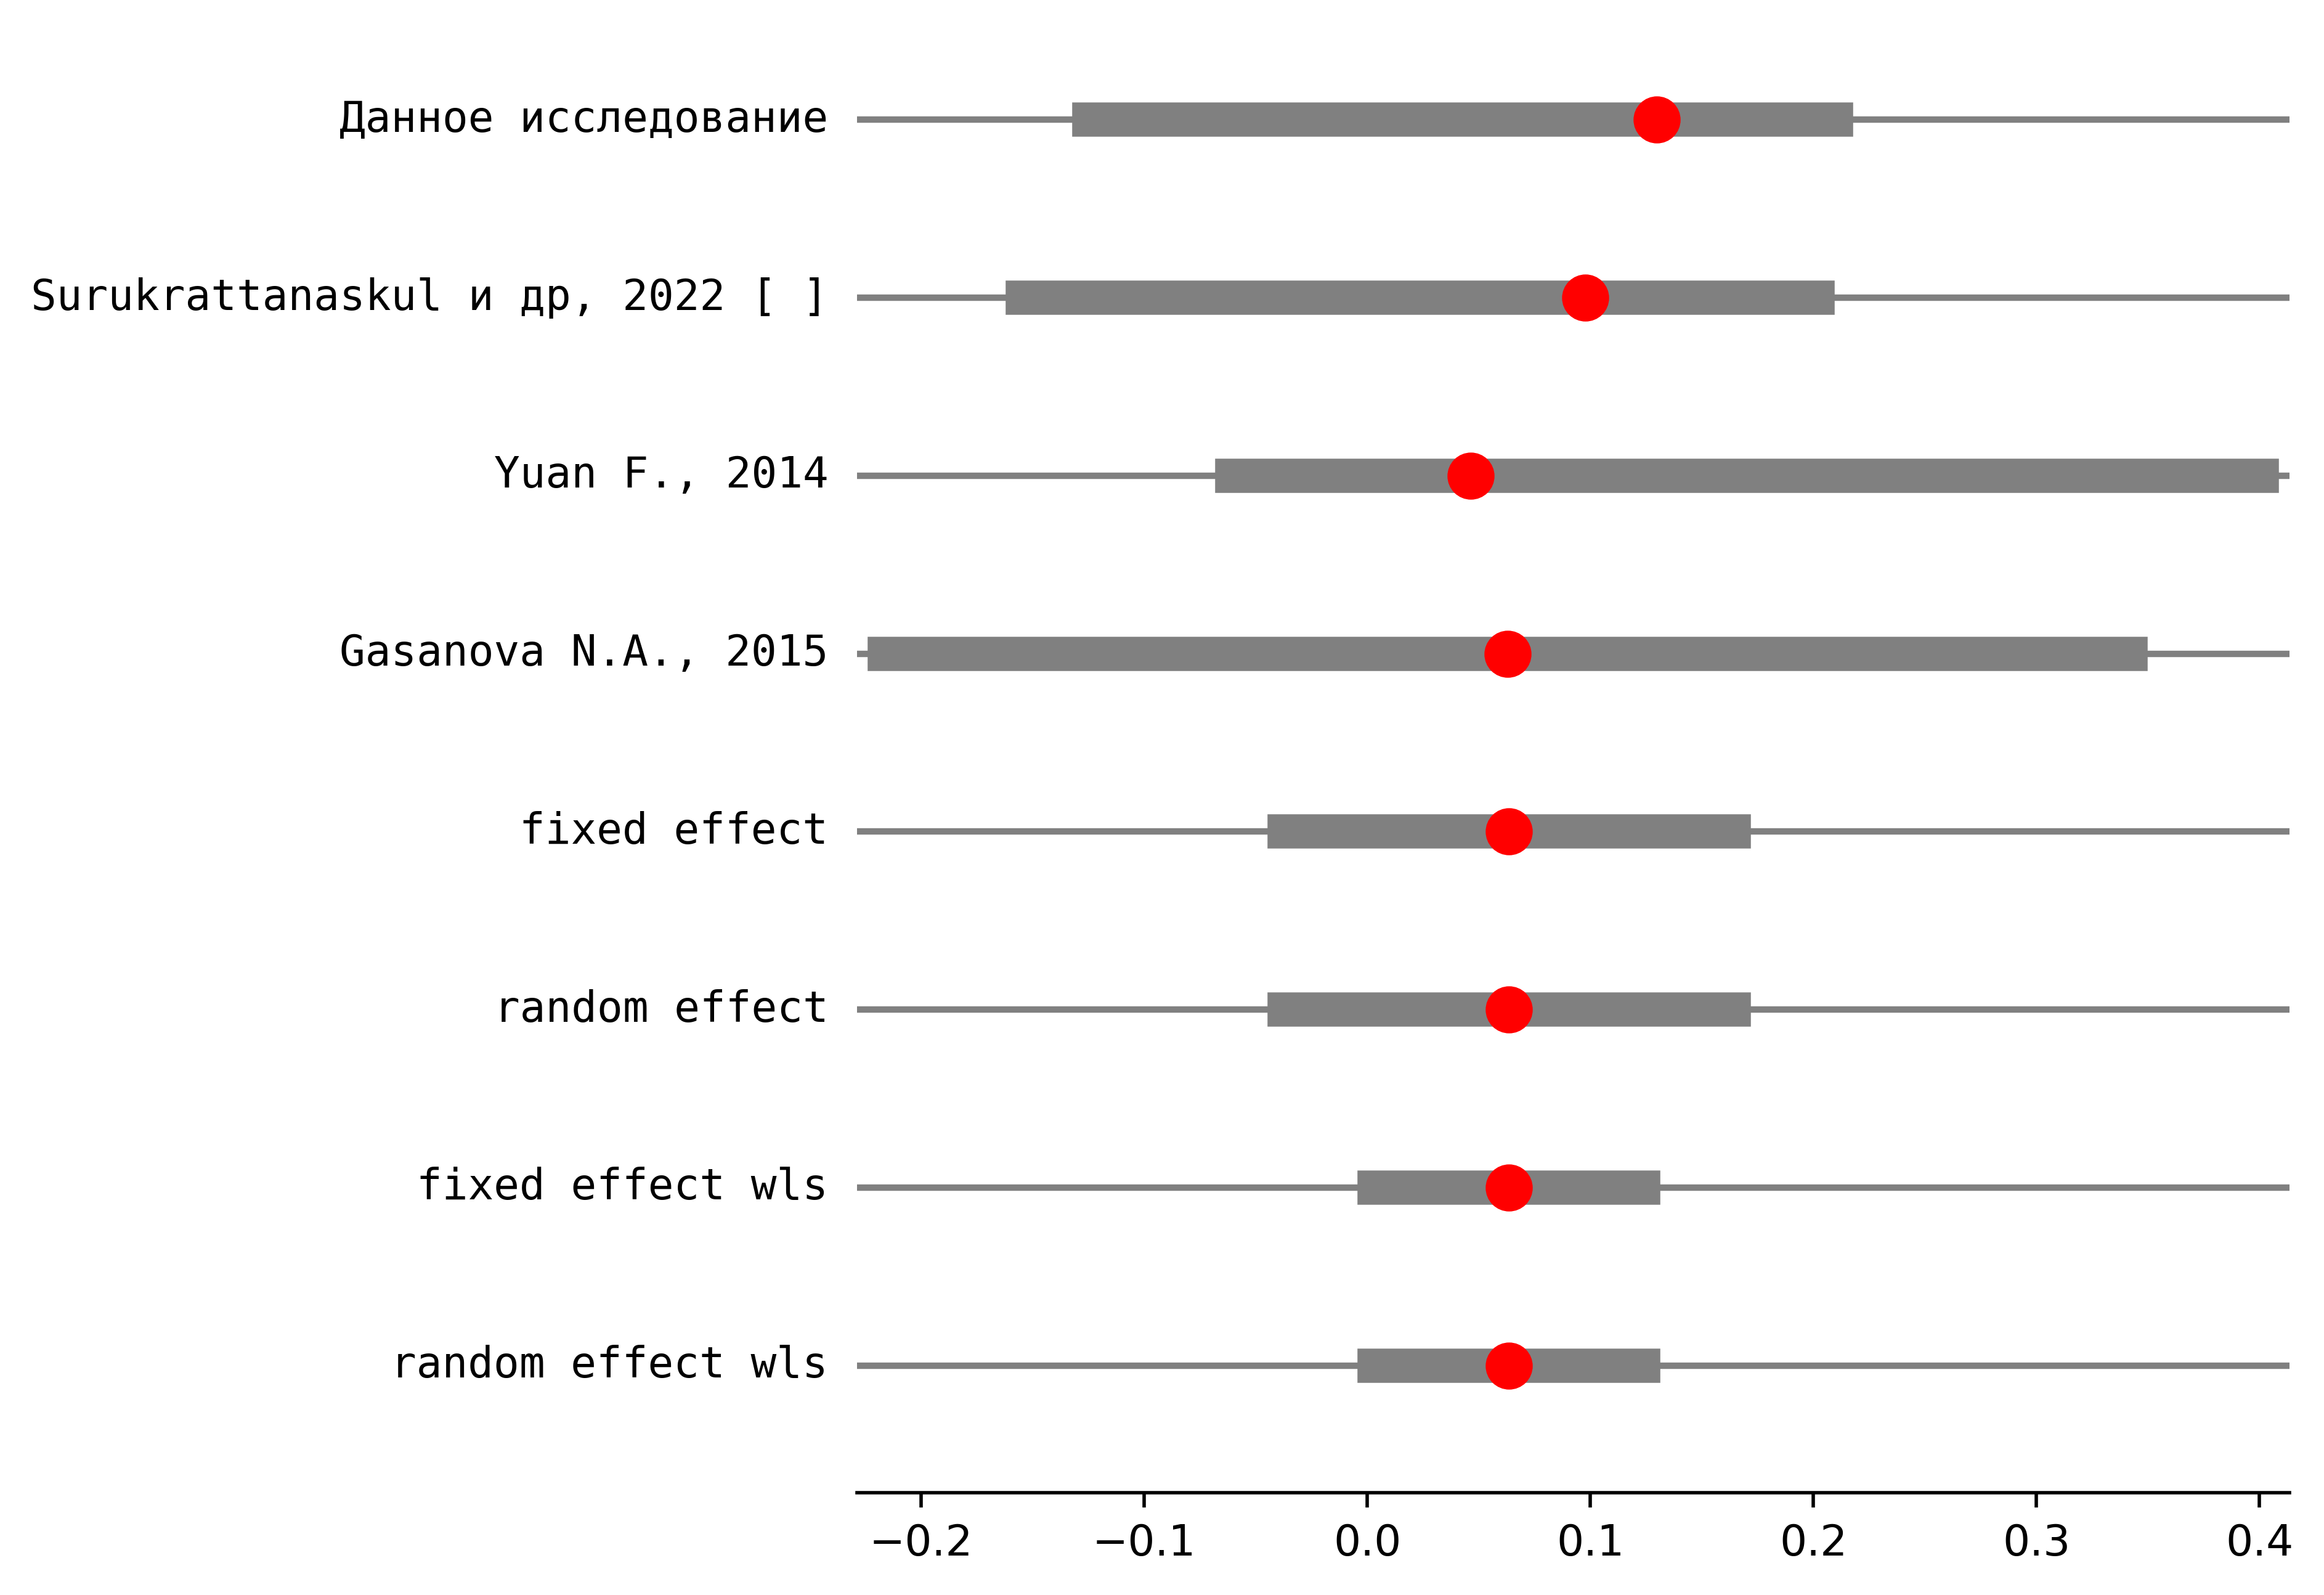 Данное исследование
Surukrattanaskul и др, 2022 [ ]
Yuan F., 2014
Gasanova N.A., 2015
fixed effect
random effect
fixed effect wls
random effect wls
−0.2 −0.1 0.0 0.1 0.2 0.3 0.4